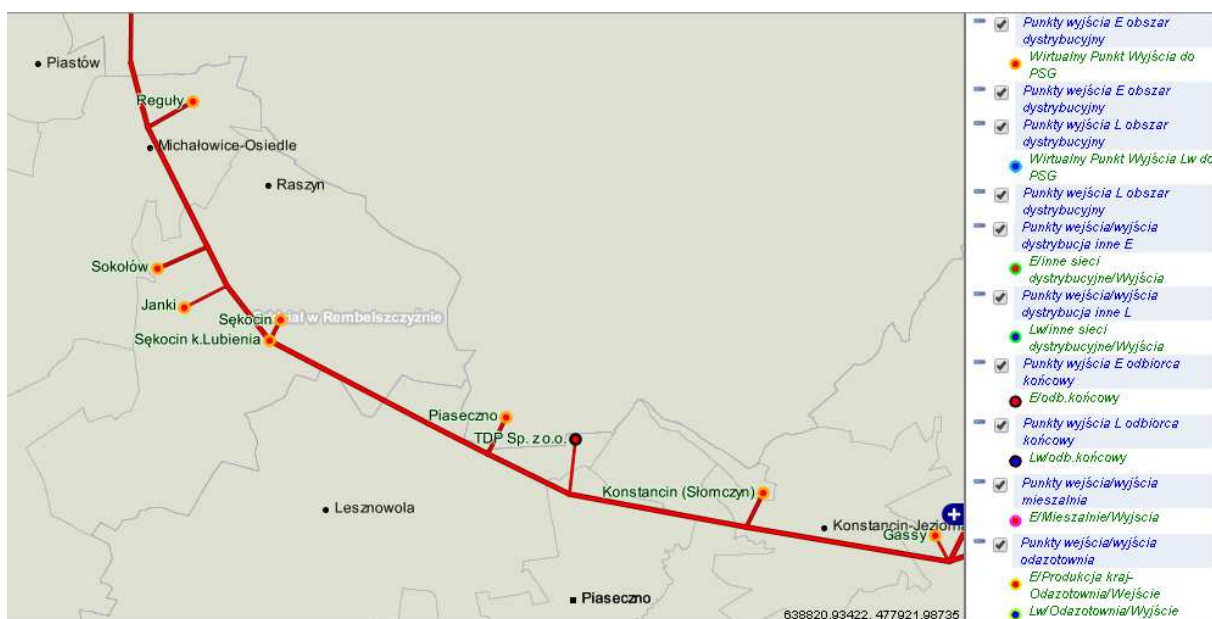 Piastów
Reguły
Michałowice-Osiedle
Raszyn
Sokołów
Janki
Sękocin
w Rembelszczyźnie
Sękocin k.Lubienia
Piaseczno
TDP Sp. z o.o.
Konstancin (Słomczyn)
Lesznowola
Gassy
Piaseczno
638820.93422, 477921.98735
Punkty wyjścia E obszar
dystrybucyjny
Wirtualny Punkt Wyjścia do
PSG
Punkty wejścia E obszar
dystrybucyjny
Punkty wyjścia L obszar
dystrybucyjny
Wirtualny Punkt Wyjścia Lw do
PSG
Punkty wejścia L obszar
dystrybucyjny
Punkty wejścia/wyjścia
dystrybucja inne E
E/inne sieci
dystrybucyjne/Wyjścia
Punkty wejścia/wyjścia
dystrybucja inne L
Lw/inne sieci
dystrybucyjne/Wyjścia
Punkty wyjścia E odbiorca
końcowy
E/odb.końcowy
Punkty wyjścia L odbiorca
końcowy
Lw/odb.końcowy
Punkty wejścia/wyjścia
mieszalnia
E/Mieszalnie/Wyjscia
Punkty wejścia/wyjścia
odazotownia
E/Produkcja kraj-
Odazotownia/Wejście
Lw/Odazotownia/Wyjście